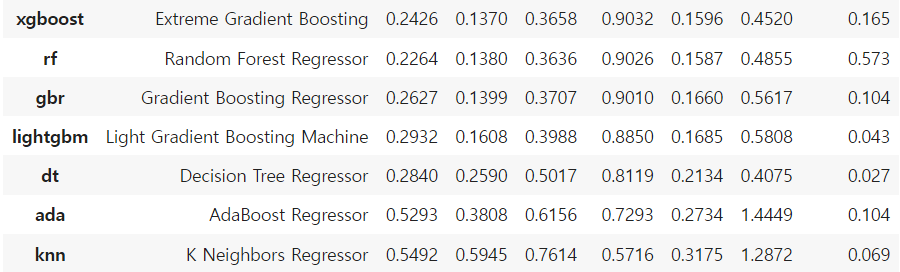 xgboost Extreme Gradient Boosting 0.2426 0.1370 0.3658 0.9032 0.1596 0.4520 0.165
rf Random Forest Regressor 0.2264 0.1380 0.3636 0.9026 0.1587 0.4855 0.573
gbr Gradient Boosting Regressor 0.2627 0.1399 0.3707 0.9010 0.1660 0.5617 0.104
lightgbm Light Gradient Boosting Machine 0.2932 0.1608 0.3988 0.8850 0.1685 0.5808 0.043
dt Decision Tree Regressor 0.2840 0.2590 0.5017 0.8119 0.2134 0.4075 0.027
ada AdaBoost Regressor 0.5293 0.3808 0.6156 0.7293 0.2734 1.4449 0.104
knn K Neighbors Regressor 0.5492 0.5945 0.7614 0.5716 0.3175 1.2872 0.069